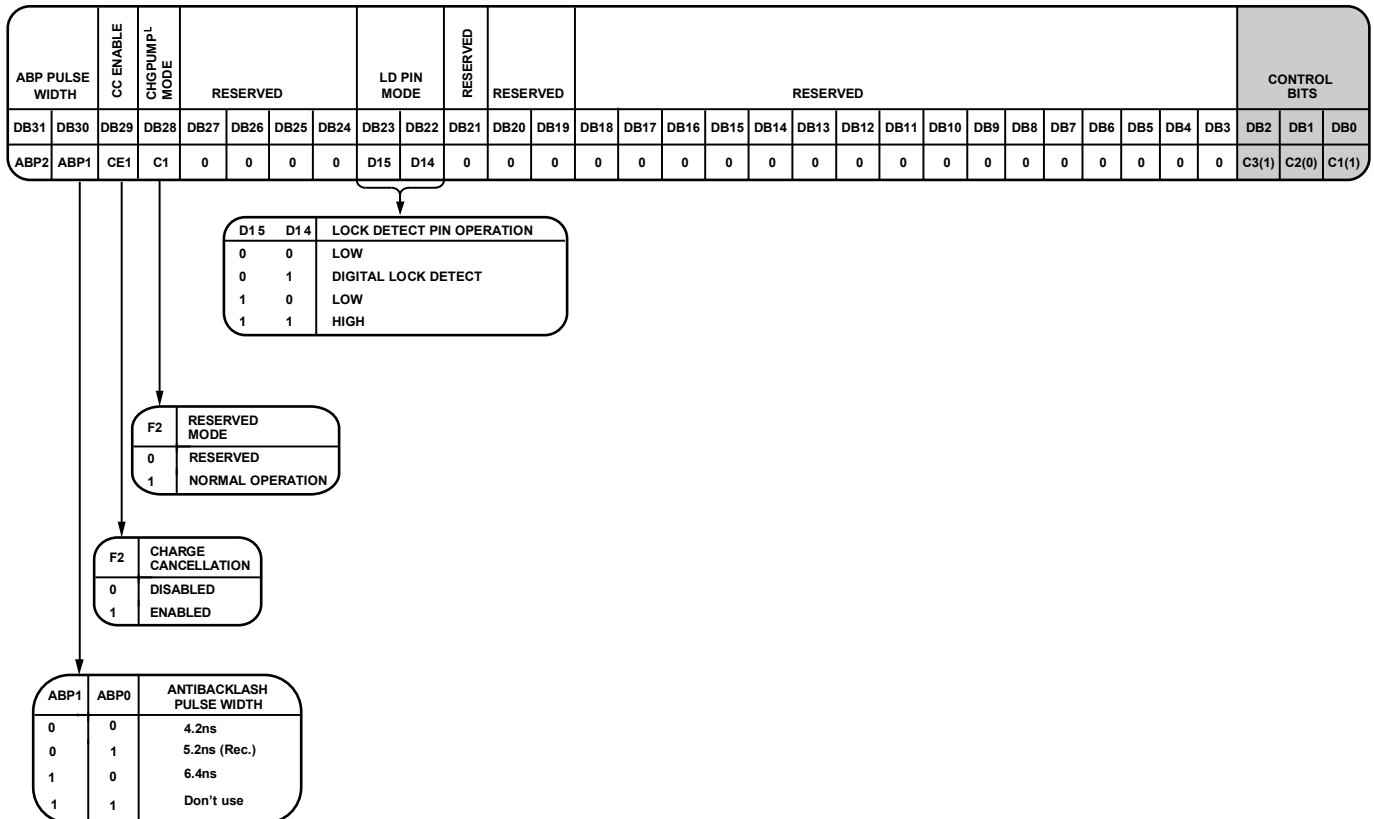 ABP PULSE
WIDTH
CC ENABLE
CHGPUMP L
MODE
RESERVED
LD PIN
MODE
RESERVED
RESERVED
RESERVED
CONTROL
BITS
DB31 DB30 DB29 DB28 DB27 DB26 DB25 DB24 DB23 DB22 DB21 DB20 DB19 DB18 DB17 DB16 DB15 DB14 DB13 DB12 DB11 DB10 DB9 DB8 DB7 DB6 DB5 DB4 DB3 DB2 DB1 DB0
ABP2 ABP1 CE1 C1 0 0 0 0 D15 D14 0 0 0 0 0 0 0 0 0 0 0 0 0 0 0 0 0 0 0 C3(1) C2(0) C1(1)
D15 D14 LOCK DETECT PIN OPERATION
0 0 LOW
0 1 DIGITAL LOCK DETECT
1 0 LOW
1 1 HIGH
F2 RESERVED
MODE
0 RESERVED
1 NORMAL OPERATION
F2 CHARGE
CANCELLATION
0 DISABLED
1 ENABLED
ABP1 ABP0 ANTIBACKLASH
PULSE WIDTH
0 0 4.2ns
0 1 5.2ns (Rec.)
1 0 6.4ns
1 1 Don't use